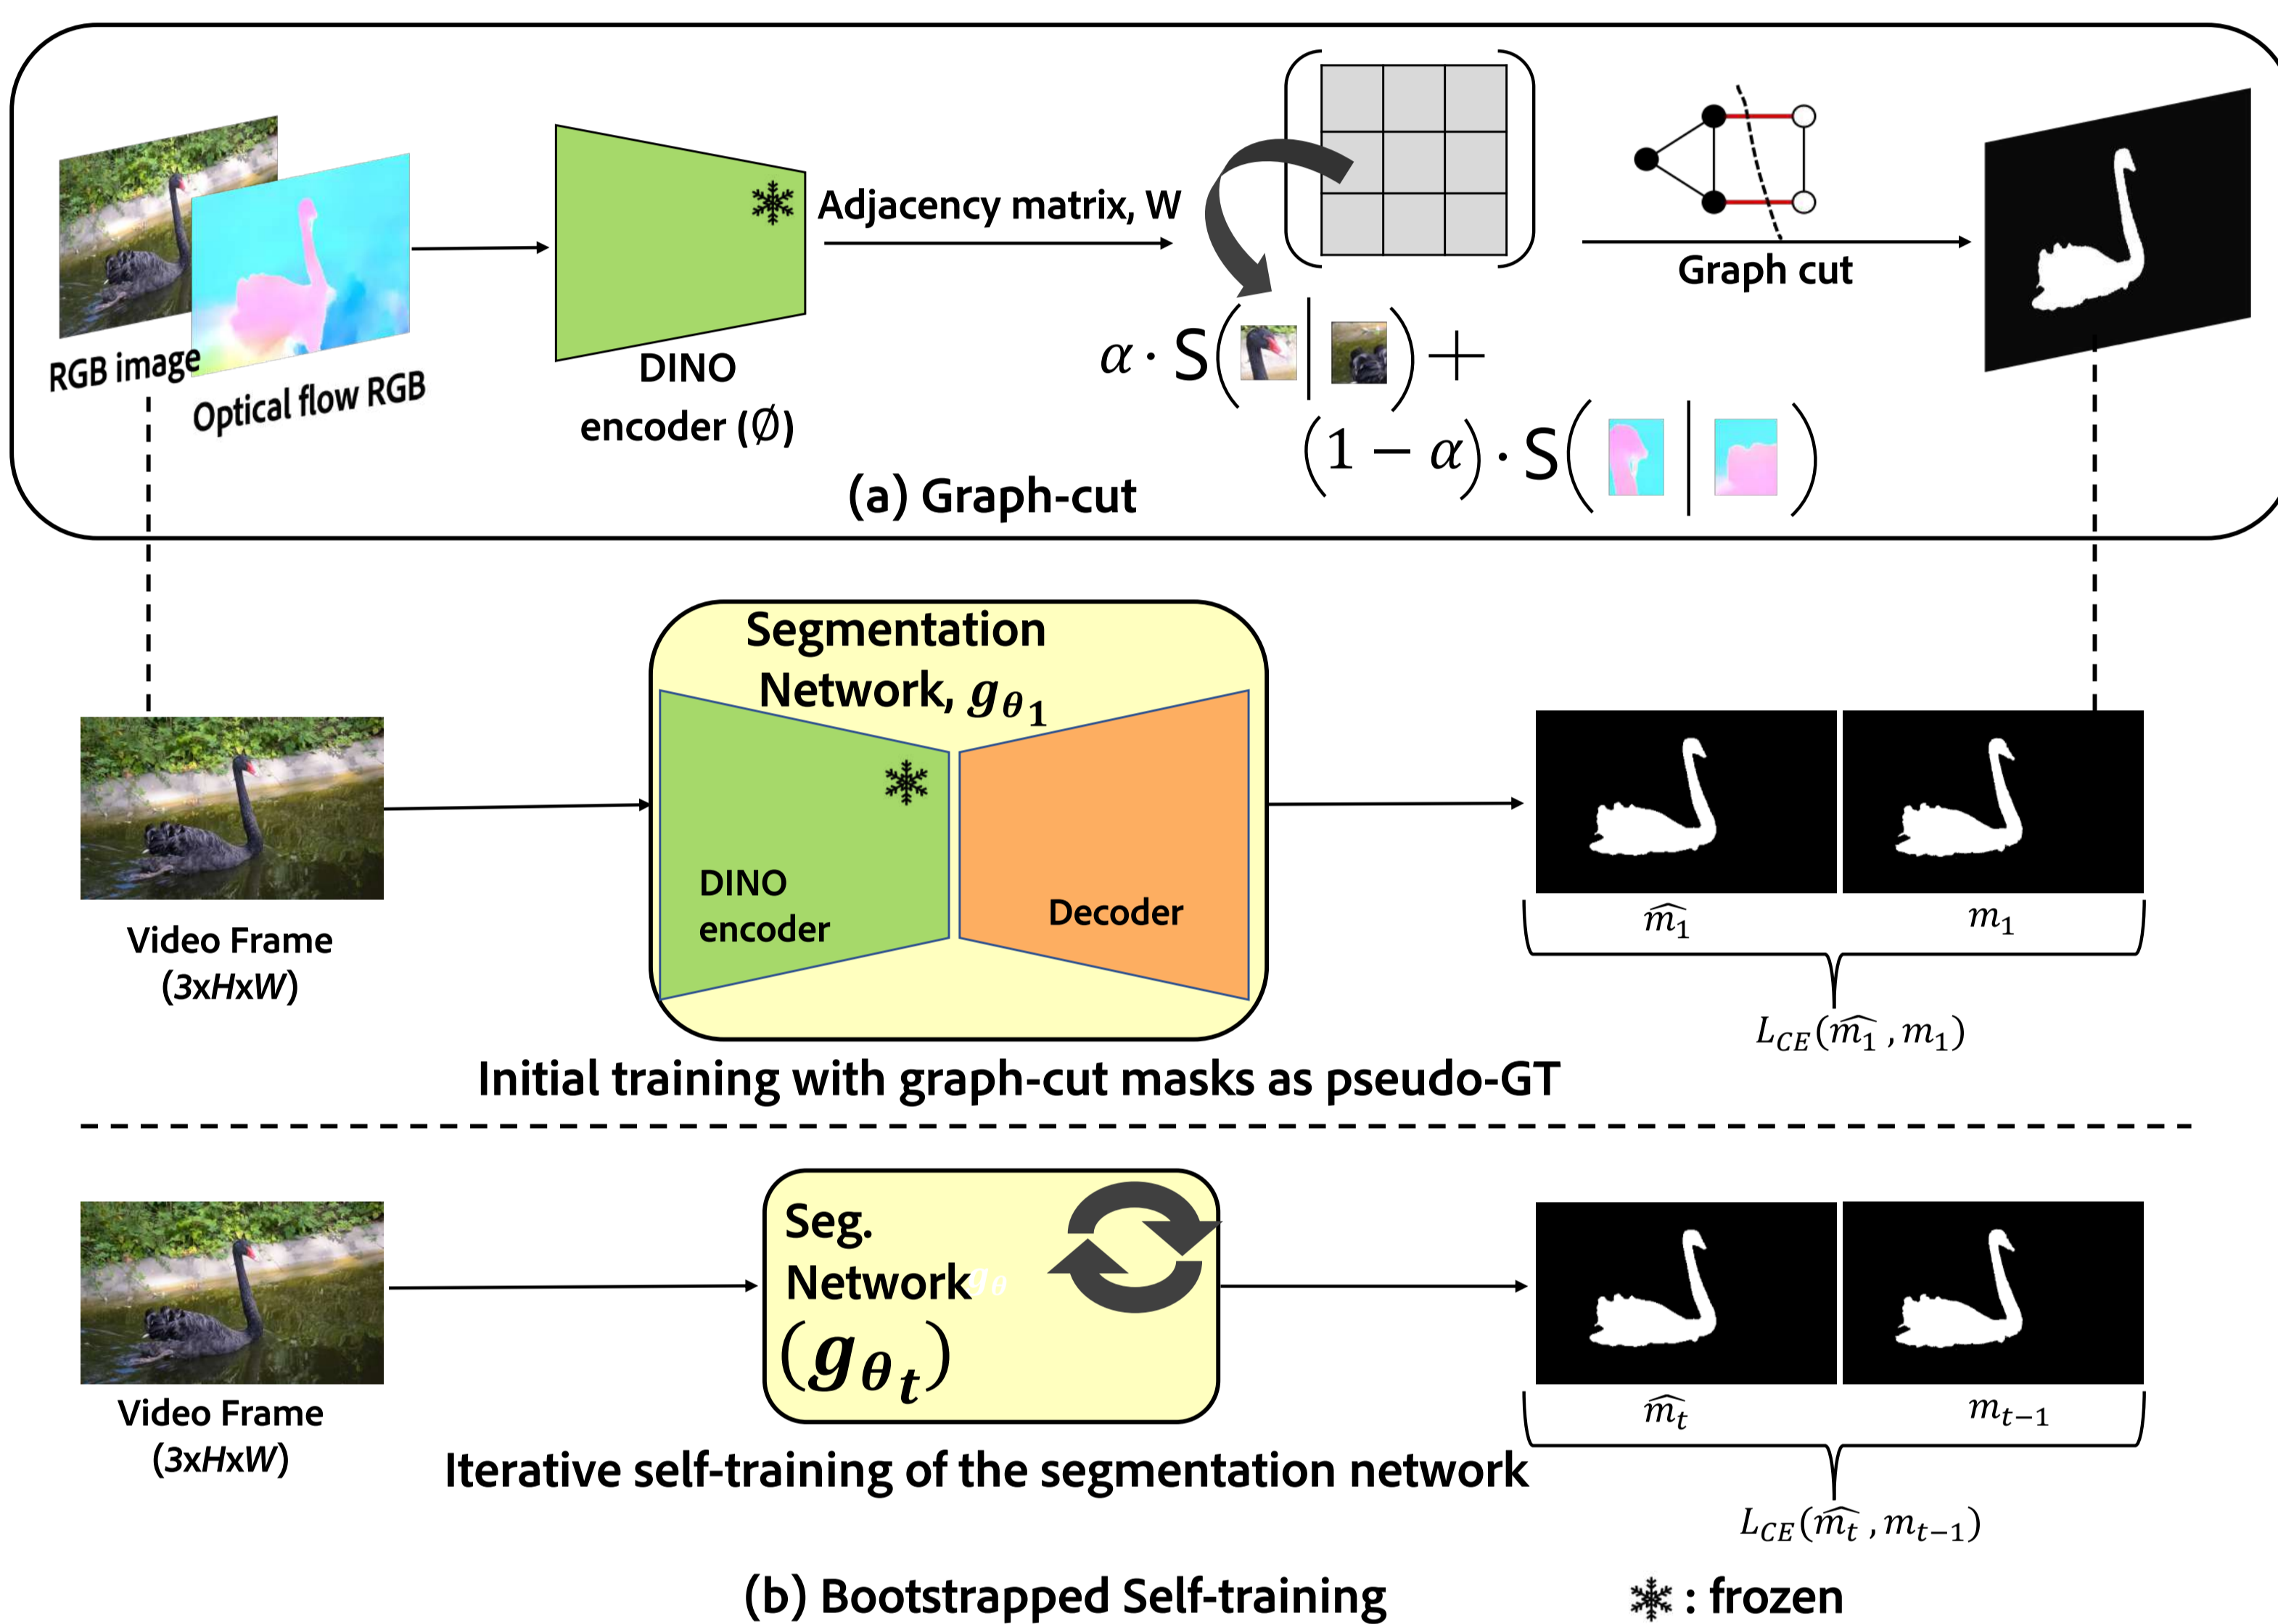 RGB image
Optical flow RGB
DINO
encoder (∅)
Adjacency matrix, W
α · S( | ) +
(1 − α) · S( | )
Graph cut
(a) Graph-cut
Segmentation
Network, gθ1
DINO
encoder
Decoder
Video Frame
(3xHxW)
m̂1
m1
LCE(m̂1 , m1)
Initial training with graph-cut masks as pseudo-GT
Seg.
Network gθ
(gθt)
Video Frame
(3xHxW)
m̂t
mt−1
LCE(m̂t , mt−1)
Iterative self-training of the segmentation network
(b) Bootstrapped Self-training
: frozen